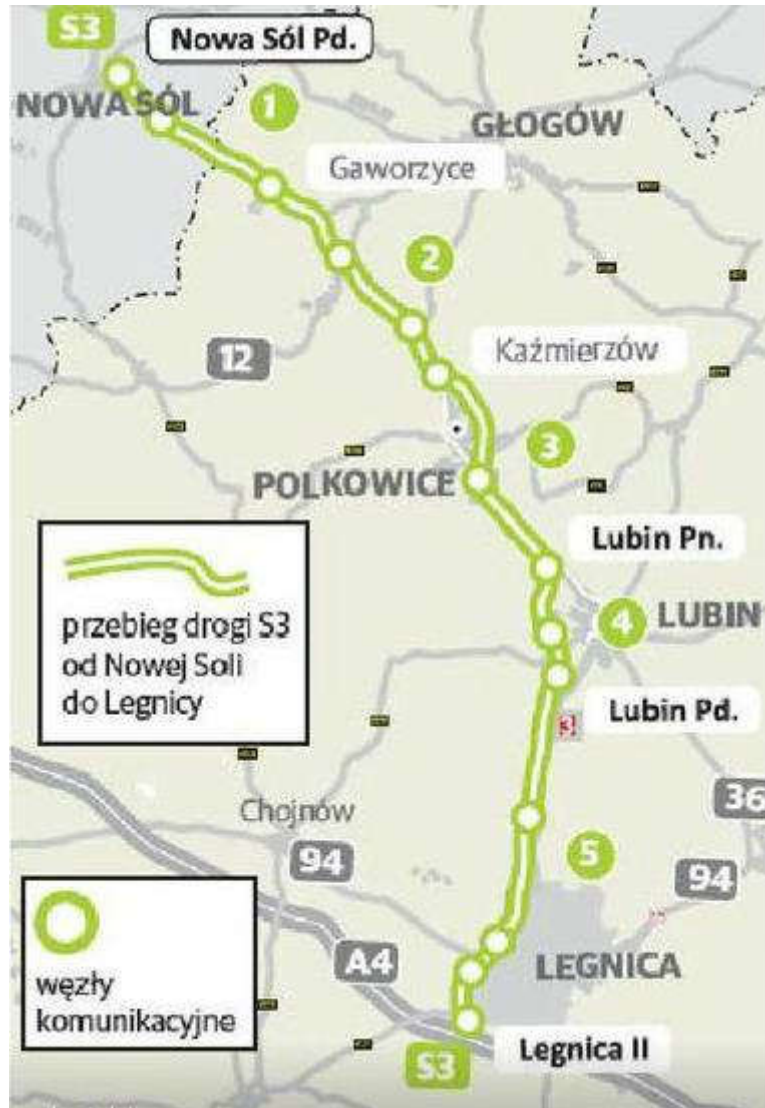 S3
Nowa Sól Pd.
NOWA SÓL
1
GŁOGÓW
Gaworzyce
2
12
Kaźmierzów
3
POLKOWICE
Lubin Pn.
przebieg drogi S3
od Nowej Soli
do Legnicy
4
LUBIN
Lubin Pd.
3
Chojnów
36
94
5
94
węzły
komunikacyjne
A4
LEGNICA
S3
Legnica II